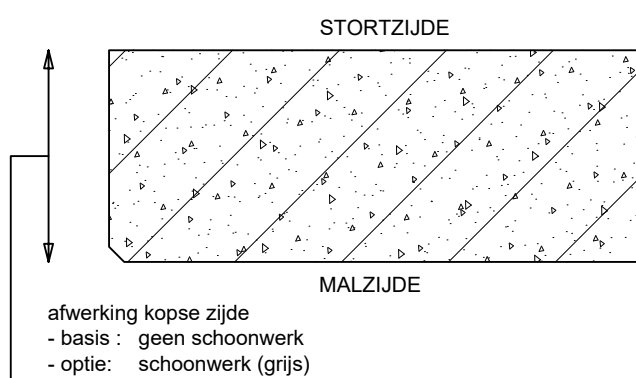 STORTZIJDE
MALZIJDE
afwerking kopse zijde
- basis : geen schoonwerk
- optie: schoonwerk (grijs)